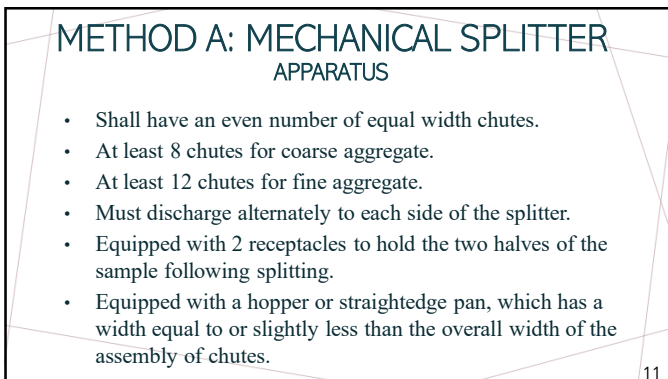 METHOD A: MECHANICAL SPLITTER
APPARATUS
• Shall have an even number of equal width chutes.
• At least 8 chutes for coarse aggregate.
• At least 12 chutes for fine aggregate.
• Must discharge alternately to each side of the splitter.
• Equipped with 2 receptacles to hold the two halves of the
sample following splitting.
• Equipped with a hopper or straightedge pan, which has a
width equal to or slightly less than the overall width of the
assembly of chutes.
11